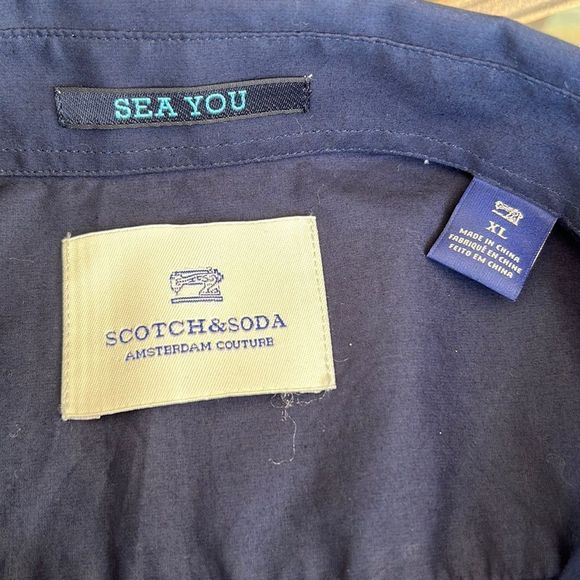 SEA YOU
SCOTCH&SODA
AMSTERDAM COUTURE
XL
MADE IN CHINA
FABRIQUÉ EN CHINE
FEITO EM CHINA